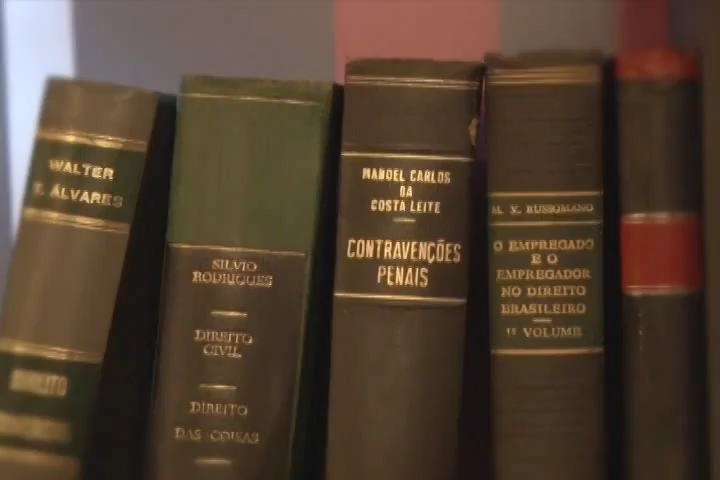 WALTER
T. ÁLVARES
SILVIO
RODRIGUES
DIREITO
CIVIL
DIREITO
DAS COISAS
MANOEL CARLOS
DA
COSTA LEITE
CONTRAVENÇÕES
PENAIS
M. V. RUSSOMANO
O EMPREGADO
E O
EMPREGADOR
NO DIREITO
BRASILEIRO
1º VOLUME